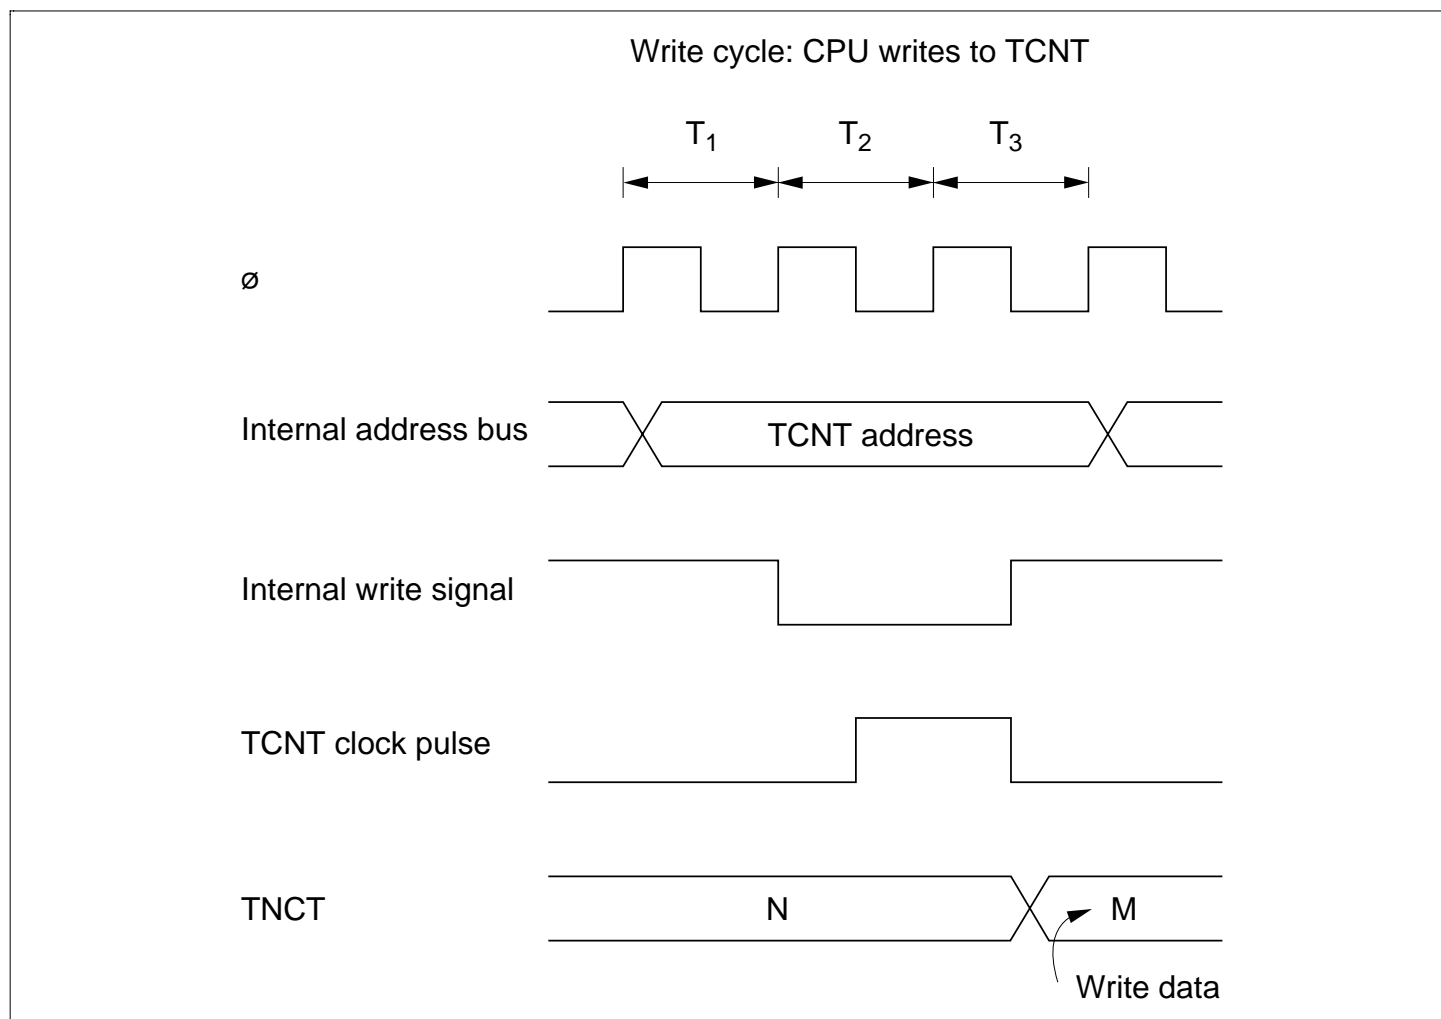 Write cycle: CPU writes to TCNT
T1 T2 T3
ø
Internal address bus
TCNT address
Internal write signal
TCNT clock pulse
TNCT
N
M
Write data